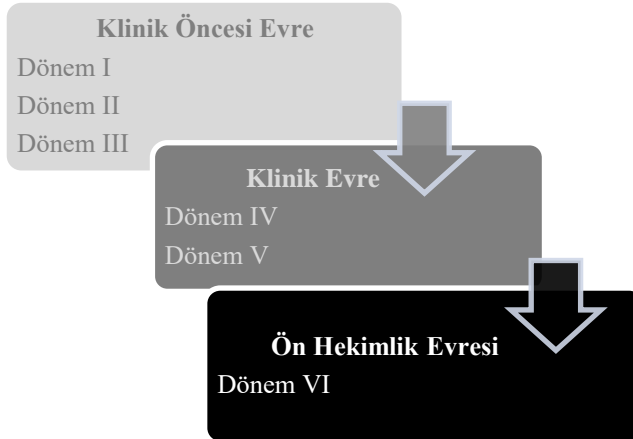 Klinik Öncesi Evre
Dönem I
Dönem II
Dönem III
Klinik Evre
Dönem IV
Dönem V
Ön Hekimlik Evresi
Dönem VI